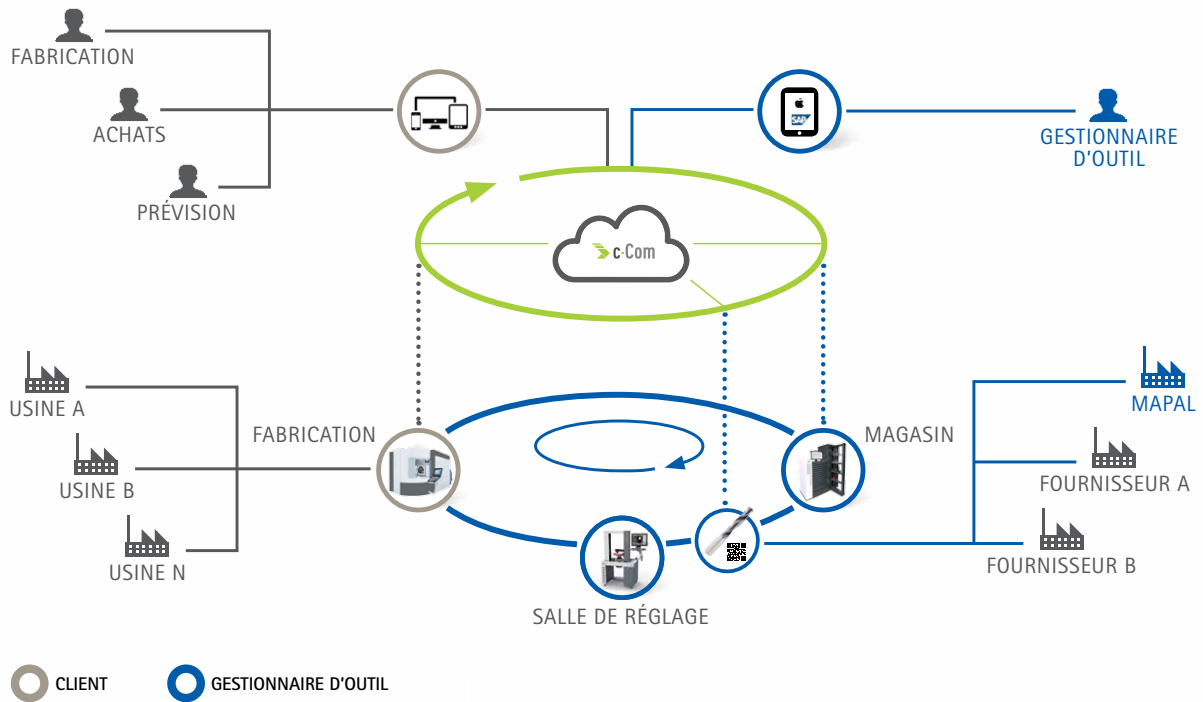 FABRICATION
ACHATS
PRÉVISION
SAP
GESTIONNAIRE
D'OUTIL
c-Com
USINE A
USINE B
USINE N
FABRICATION
MAGASIN
SALLE DE RÉGLAGE
MAPAL
FOURNISSEUR A
FOURNISSEUR B
CLIENT
GESTIONNAIRE D'OUTIL